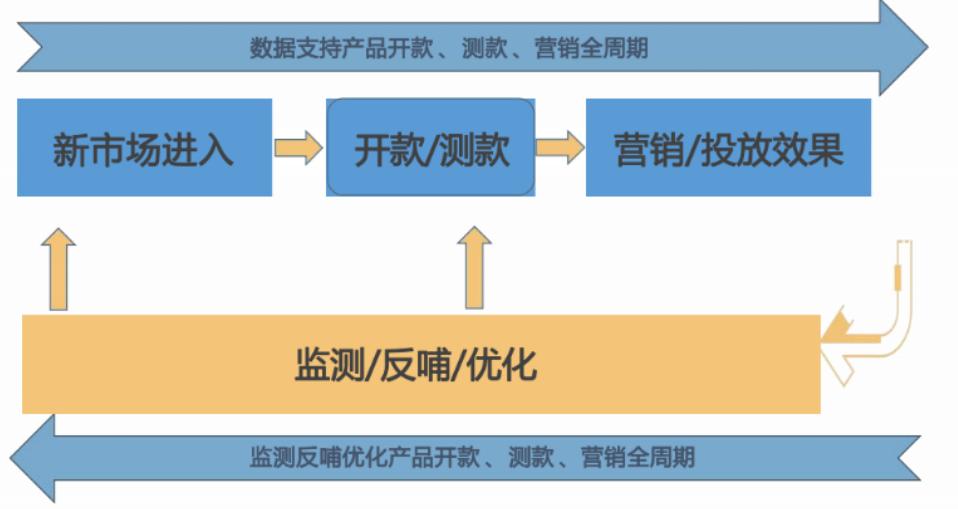 数据支持产品开款、测款、营销全周期
新市场进入
开款/测款
营销/投放效果
监测/反哺/优化
监测反哺优化产品开款、测款、营销全周期